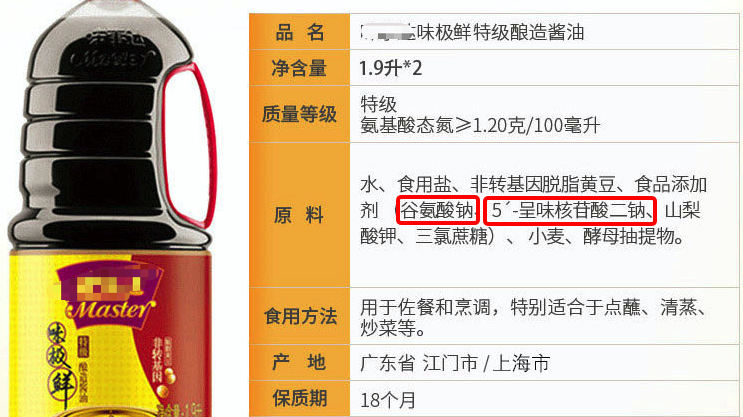 Master
Master
味极鲜
特级
酿造酱油
非转基因
品 名
味极鲜特级酿造酱油
净含量
1.9升*2
质量等级
特级
氨基酸态氮≥1.20克/100毫升
原 料
水、食用盐、非转基因脱脂黄豆、食品添加
剂 (谷氨酸钠、5´-呈味核苷酸二钠、山梨
酸钾、三氯蔗糖）、小麦、酵母抽提物。
食用方法
用于佐餐和烹调，特别适合于点蘸、清蒸、
炒菜等。
产 地
广东省 江门市 / 上海市
保质期
18个月